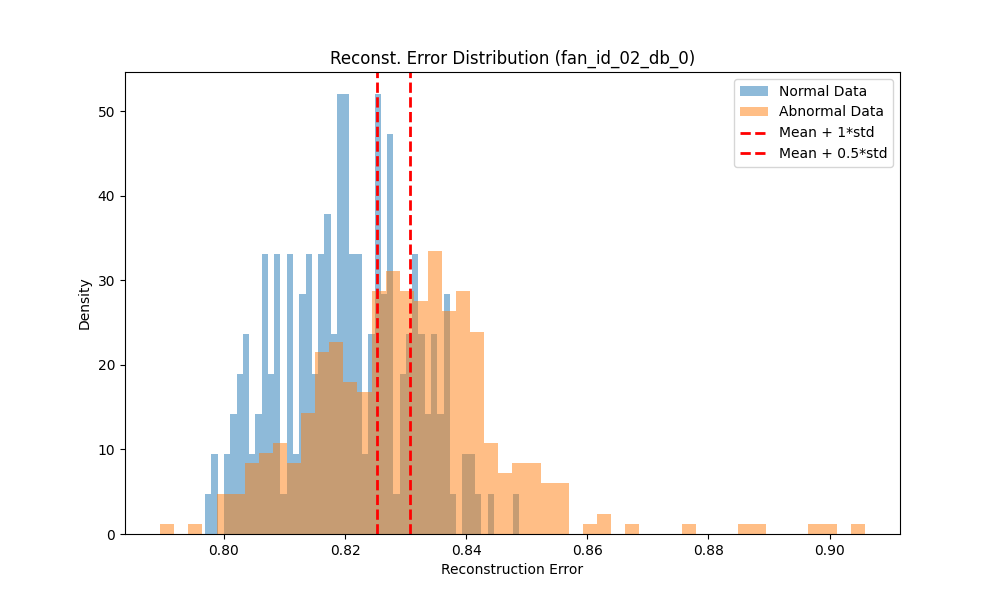 Reconst. Error Distribution (fan_id_02_db_0)
Normal Data
Abnormal Data
Mean + 1*std
Mean + 0.5*std
50
40
30
20
10
0
Density
0.80 0.82 0.84 0.86 0.88 0.90
Reconstruction Error